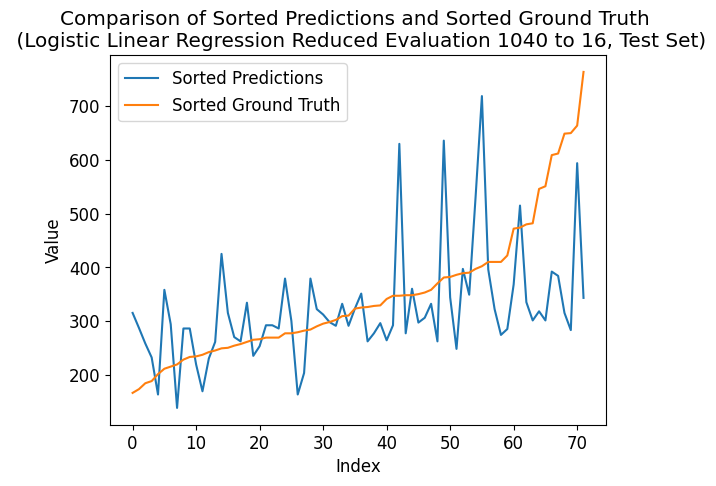 Comparison of Sorted Predictions and Sorted Ground Truth
(Logistic Linear Regression Reduced Evaluation 1040 to 16, Test Set)
Sorted Predictions
Sorted Ground Truth
Value
700
600
500
400
300
200
0
10
20
30
40
50
60
70
Index